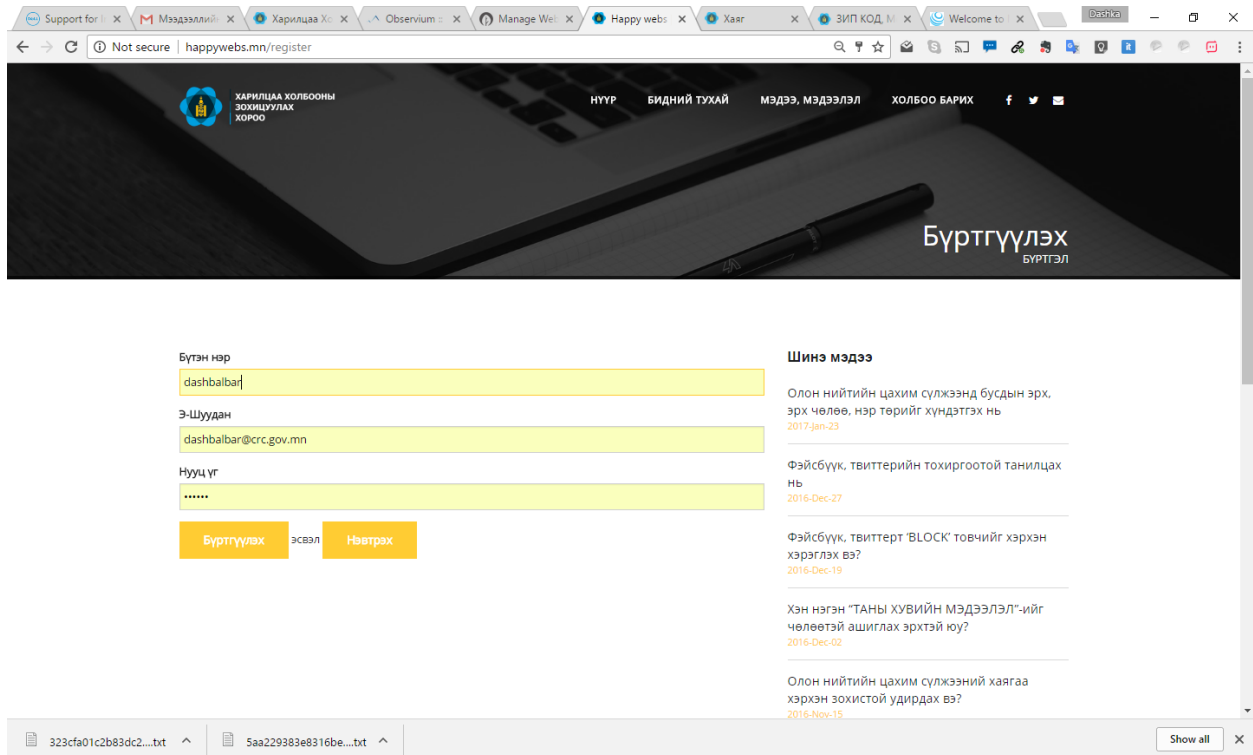 Support for
Мэдээллийн
Харилцаа Хо
Observium ::
Manage Web
Happy webs
Хаяг
ЗИП КОД, М
Welcome to
Dashka
Not secure | happywebs.mn/register
ХАРИЛЦАА ХОЛБООНЫ
ЗОХИЦУУЛАХ
ХОРОО
НҮҮР БИДНИЙ ТУХАЙ МЭДЭЭ, МЭДЭЭЛЭЛ ХОЛБОО БАРИХ
Бүртгүүлэх
БҮРТГЭЛ
Бүтэн нэр
dashbalbar
Э-Шуудан
dashbalbar@crc.gov.mn
Нууц үг
••••••
Бүртгүүлэх эсвэл Нэвтрэх
Шинэ мэдээ
Олон нийтийн цахим сүлжээнд бусдын эрх,
эрх чөлөө, нэр төрийг хүндэтгэх нь
2017-Jan-23
Фэйсбүүк, твиттерийн тохиргоотой танилцах
нь
2016-Dec-27
Фэйсбүүк, твиттерт ‘BLOCK’ товчийг хэрхэн
хэрэглэх вэ?
2016-Dec-19
Хэн нэгэн “ТАНЫ ХУВИЙН МЭДЭЭЛЭЛ”-ийг
чөлөөтэй ашиглах эрхтэй юу?
2016-Dec-02
Олон нийтийн цахим сүлжээний хаягаа
хэрхэн зохистой удирдах вэ?
2016-Nov-15
323cfa01c2b83dc2....txt
5aa229383e8316be....txt
Show all